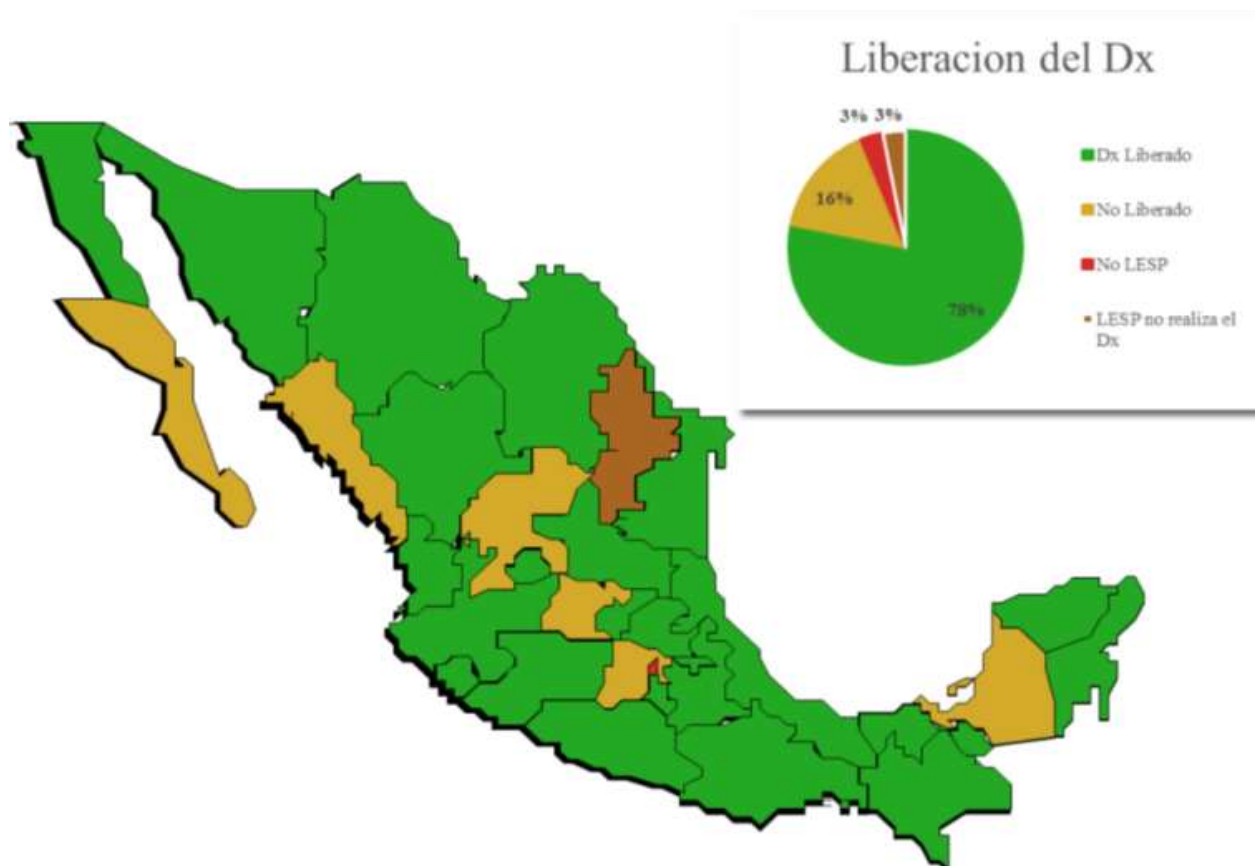 Liberacion del Dx
3% 3%
16%
78%
Dx Liberado
No Liberado
No LESP
LESP no realiza el
Dx